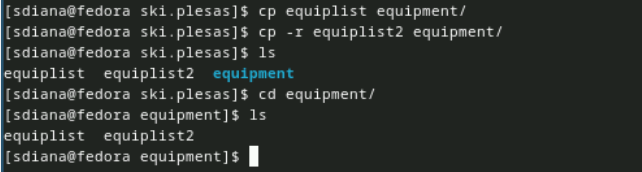 [sdiana@fedora ski.plesas]$ cp equiplist equipment/
[sdiana@fedora ski.plesas]$ cp -r equiplist2 equipment/
[sdiana@fedora ski.plesas]$ ls
equiplist  equiplist2  equipment
[sdiana@fedora ski.plesas]$ cd equipment/
[sdiana@fedora equipment]$ ls
equiplist  equiplist2
[sdiana@fedora equipment]$